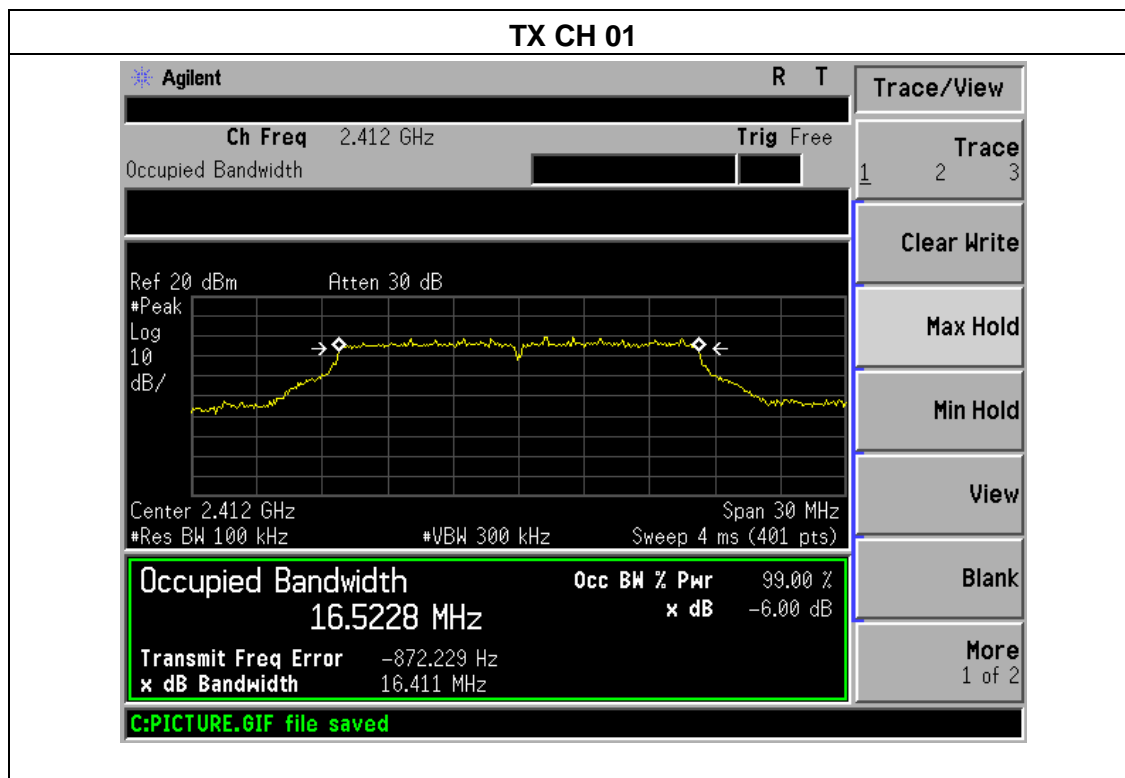 TX CH 01
Agilent R T
Trace/View
Ch Freq 2.412 GHz Trig Free
Occupied Bandwidth
Trace
1 2 3
Clear Write
Ref 20 dBm Atten 30 dB
#Peak
Log
10
dB/
Max Hold
Min Hold
View
Center 2.412 GHz Span 30 MHz
#Res BW 100 kHz #VBW 300 kHz Sweep 4 ms (401 pts)
Occupied Bandwidth Occ BW % Pwr 99.00 %
16.5228 MHz x dB -6.00 dB
Blank
Transmit Freq Error -872.229 Hz
x dB Bandwidth 16.411 MHz
More
1 of 2
C:PICTURE.GIF file saved